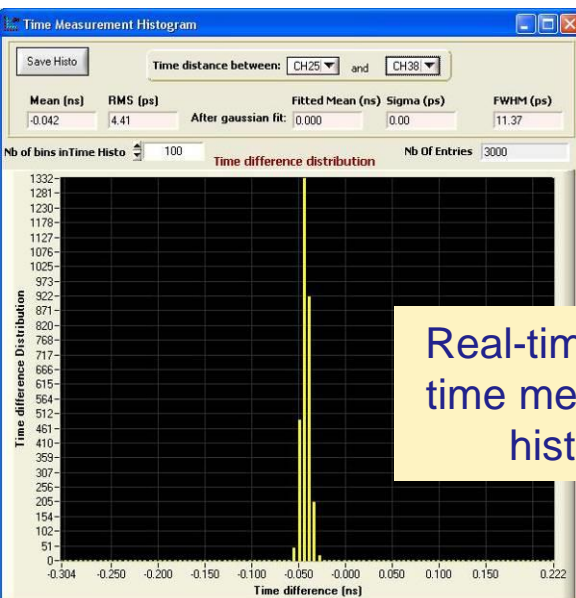 Time Measurement Histogram
Save Histo
Time distance between: CH25 and CH38
Mean (ns) RMS (ps) Fitted Mean (ns) Sigma (ps) FWHM (ps)
-0.042 4.41 After gaussian fit: 0.000 0.00 11.37
Nb of bins inTime Histo 100 Nb Of Entries 3000
Time difference distribution
1332-
1281-
1230-
1178-
1127-
1076-
1025-
973-
922-
871-
820-
768-
717-
666-
615-
564-
512-
461-
410-
359-
307-
256-
205-
154-
102-
51-
0-
Time difference Distribution
-0.304 -0.250 -0.200 -0.150 -0.100 -0.050 -0.000 0.050 0.100 0.150 0.222
Time difference (ns)
Real-tim
time me
hist